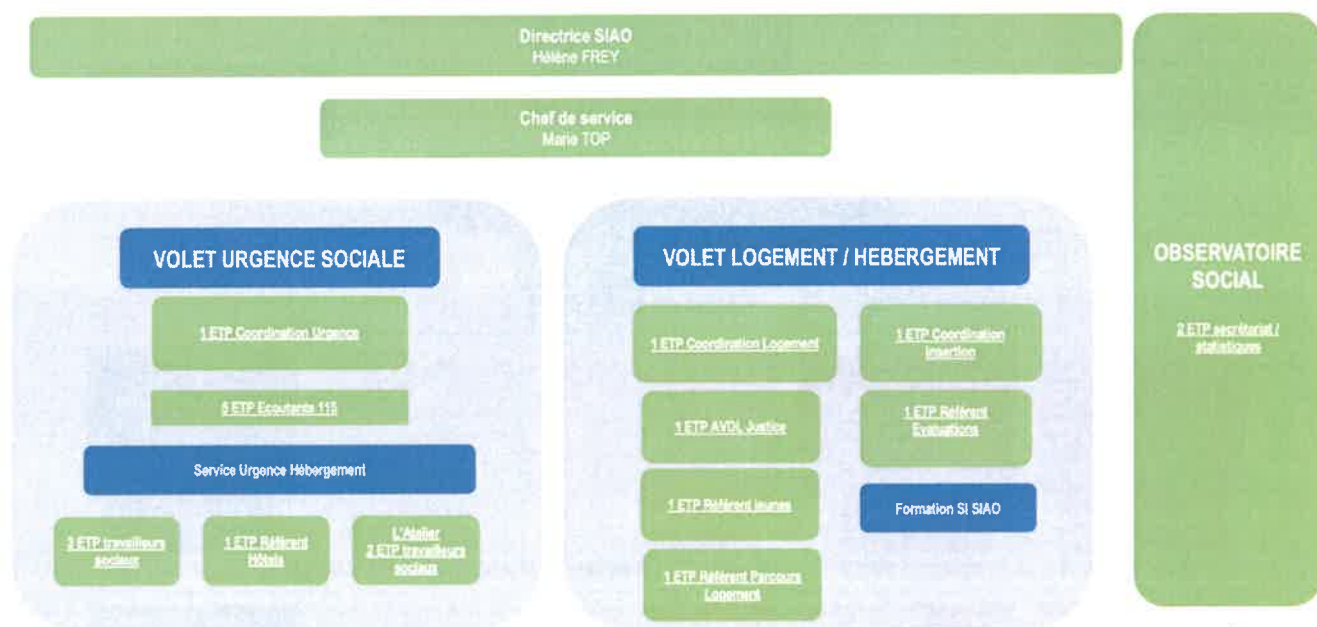 Directrice SIAO
Hélène FREY
Chef de service
Marie TOP
VOLET URGENCE SOCIALE
1 ETP Coordination Urgence
5 ETP Ecoutants 115
Service Urgence Hébergement
3 ETP travailleurs
sociaux
1 ETP Référent
Hôtels
L'Atelier
2 ETP travailleurs
sociaux
VOLET LOGEMENT / HEBERGEMENT
1 ETP Coordination Logement
1 ETP Coordination
Insertion
1 ETP AVDL Justice
1 ETP Référent
Evaluations
1 ETP Référent jeunes
Formation SI SIAO
1 ETP Référent Parcours
Logement
OBSERVATOIRE
SOCIAL
2 ETP secrétariat /
statistiques